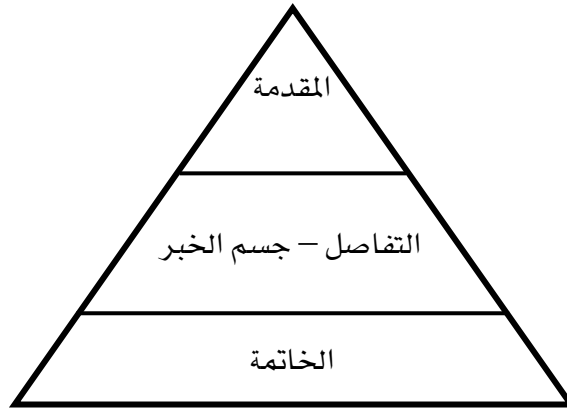 المقدمة
التفاصل – جسم الخبر
الخاتمة